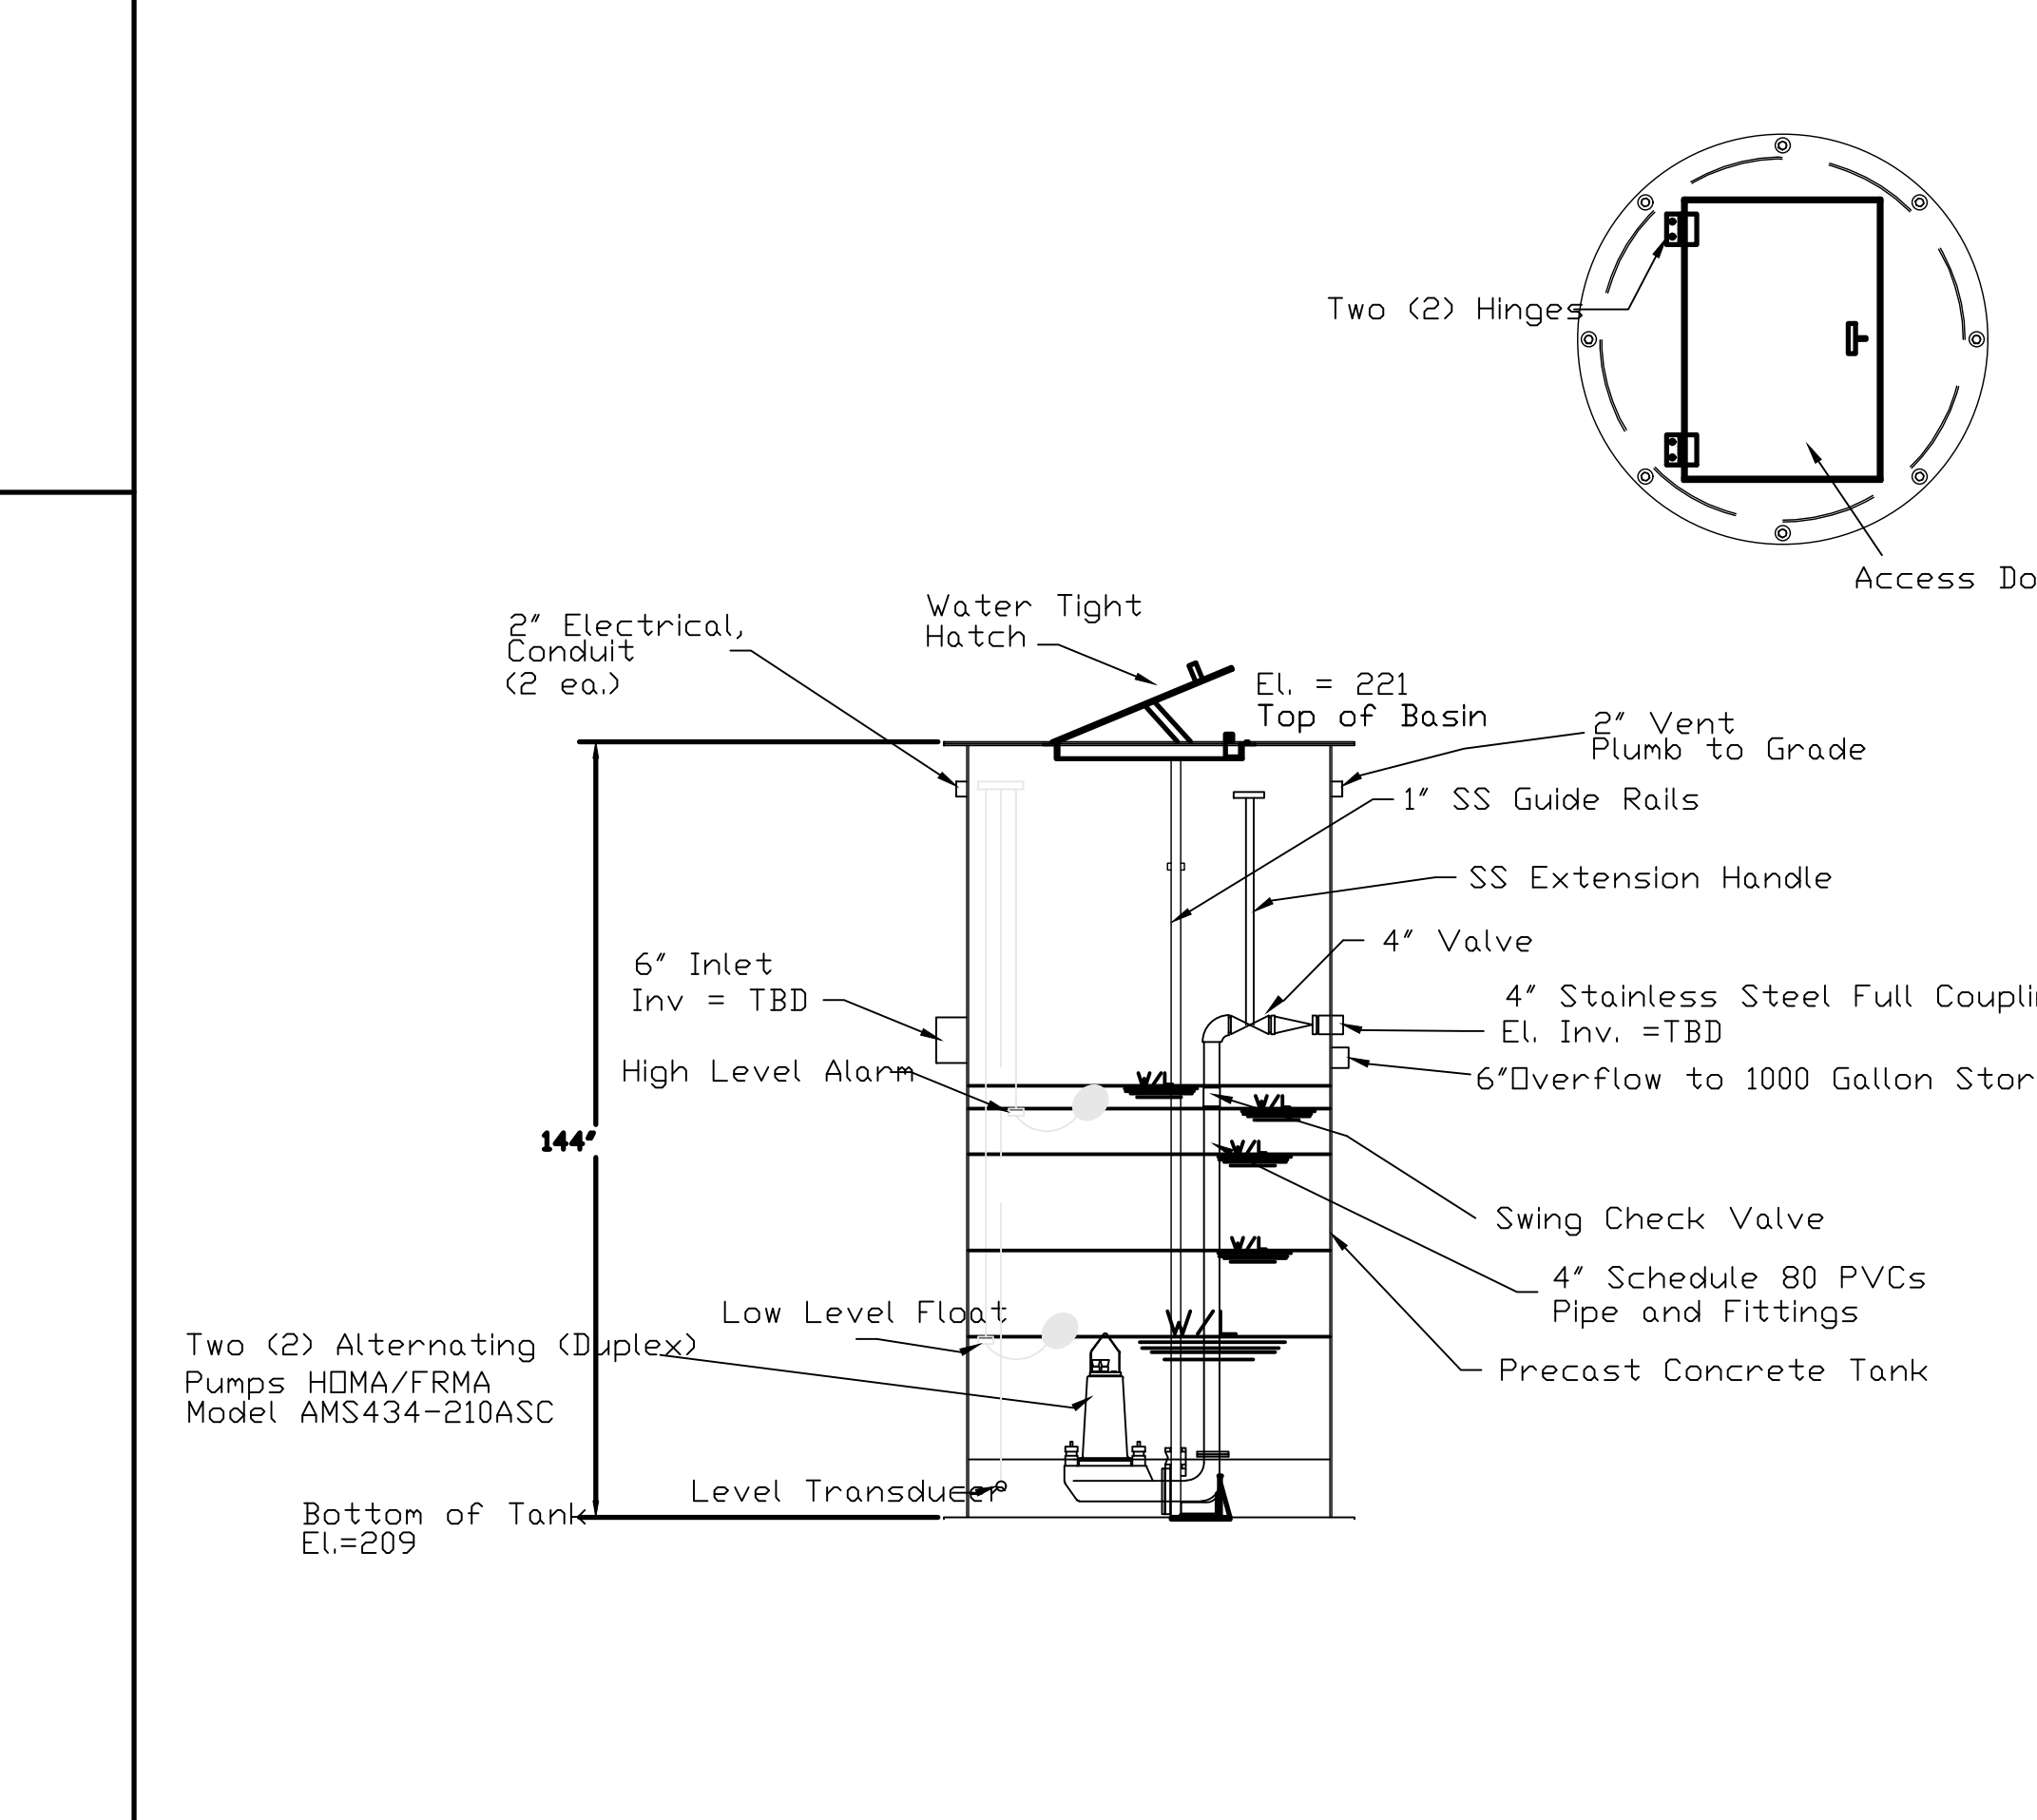 Two (2) Hinges
Access Do
Water Tight
Hatch
2" Electrical,
Conduit
(2 ea.)
El. = 221
Top of Basin
2" Vent
Plumb to Grade
1" SS Guide Rails
SS Extension Handle
4" Valve
6" Inlet
Inv = TBD
4" Stainless Steel Full Couplin
El. Inv. =TBD
High Level Alarm
6"Overflow to 1000 Gallon Stor
W/L
W/L
144"
W/L
Swing Check Valve
W/L
4" Schedule 80 PVCs
Pipe and Fittings
Low Level Float
W/L
Two (2) Alternating (Duplex)
Pumps HOMA/FRMA
Model AMS434-210ASC
Precast Concrete Tank
Level Transducer
Bottom of Tank
El.=209